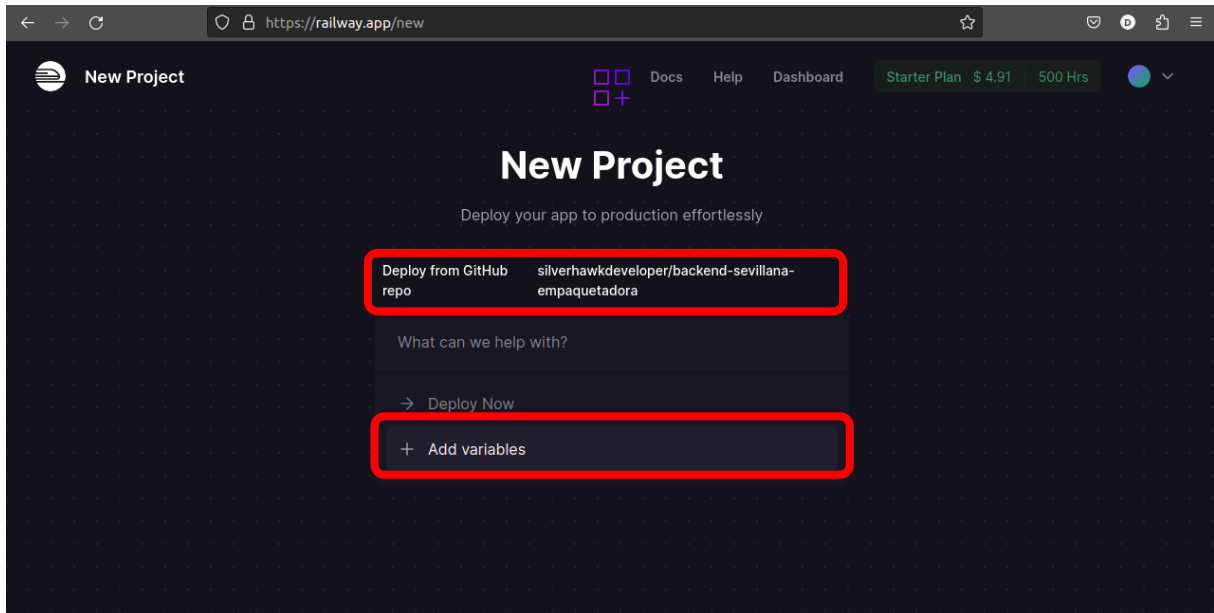 https://railway.app/new
D
New Project
Docs
Help
Dashboard
Starter Plan $ 4.91 500 Hrs
New Project
Deploy your app to production effortlessly
Deploy from GitHub
repo
silverhawkdeveloper/backend-sevillana-
empaquetadora
What can we help with?
→ Deploy Now
+ Add variables